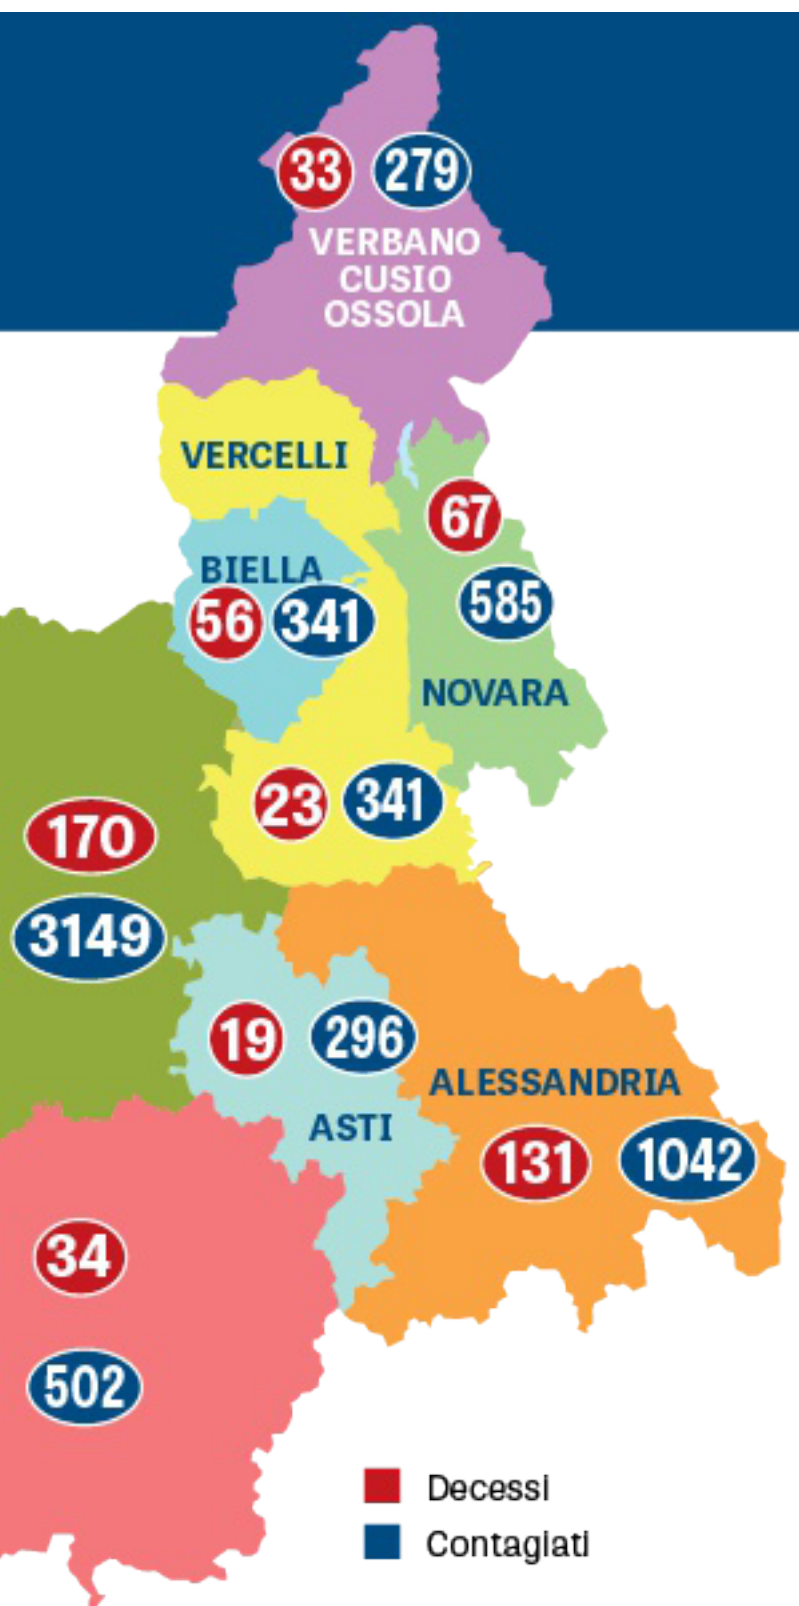 33 279
VERBANO
CUSIO
OSSOLA
VERCELLI
67
BIELLA
56 341
585
NOVARA
23 341
170
3149
19 296
ALESSANDRIA
ASTI
131 1042
34
502
Decessi
Contagiati